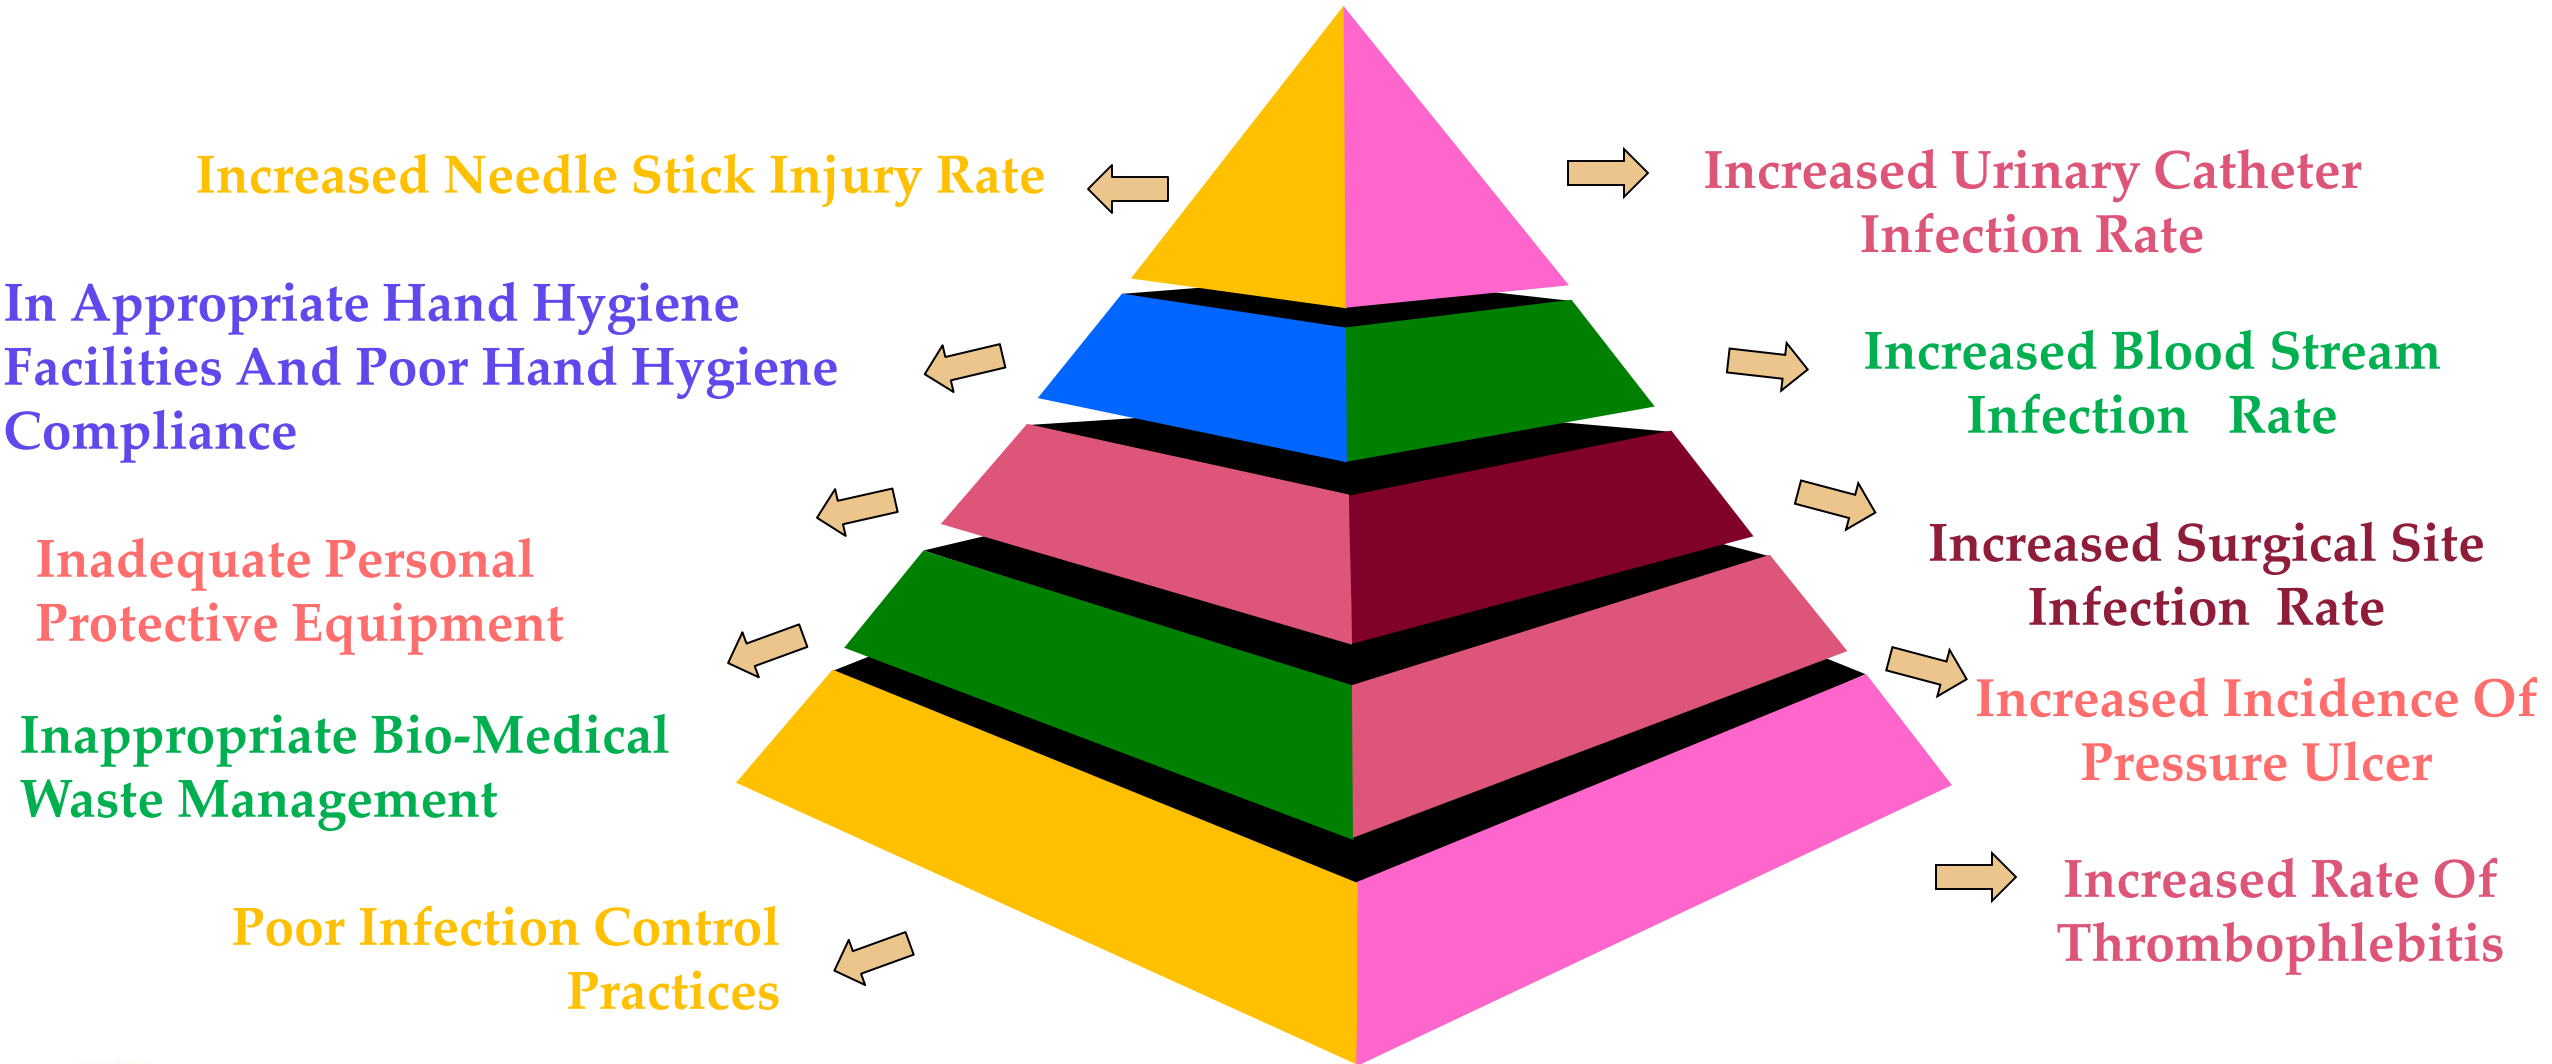 Increased Needle Stick Injury Rate
In Appropriate Hand Hygiene
Facilities And Poor Hand Hygiene
Compliance
Inadequate Personal
Protective Equipment
Inappropriate Bio-Medical
Waste Management
Poor Infection Control
Practices
Increased Urinary Catheter
Infection Rate
Increased Blood Stream
Infection Rate
Increased Surgical Site
Infection Rate
Increased Incidence Of
Pressure Ulcer
Increased Rate Of
Thrombophlebitis